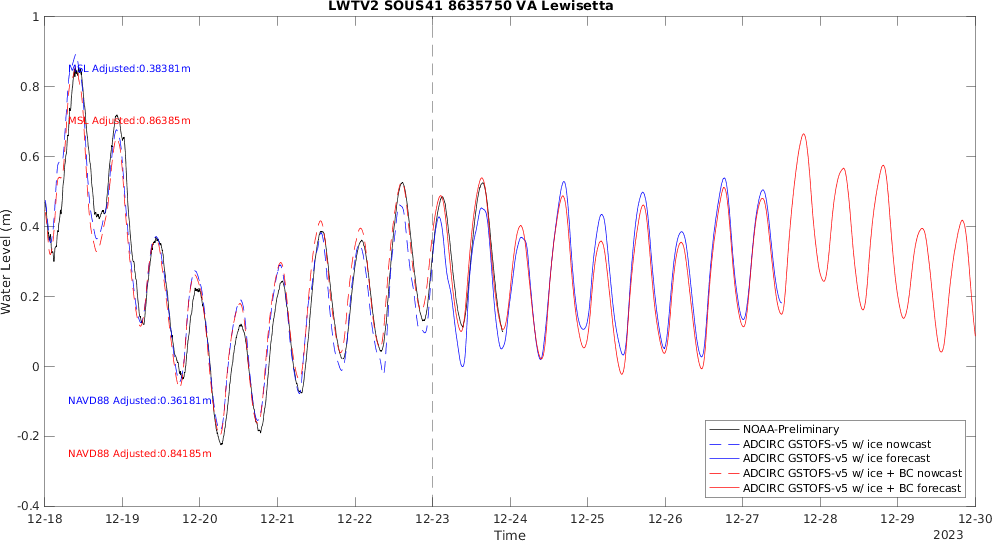 LWTV2 SOUS41 8635750 VA Lewisetta
Water Level (m)
1
0.8
0.6
0.4
0.2
0
-0.2
-0.4
MSL Adjusted:0.38381m
MSL Adjusted:0.86385m
NAVD88 Adjusted:0.36181m
NAVD88 Adjusted:0.84185m
NOAA-Preliminary
ADCIRC GSTOFS-v5 w/ ice nowcast
ADCIRC GSTOFS-v5 w/ ice forecast
ADCIRC GSTOFS-v5 w/ ice + BC nowcast
ADCIRC GSTOFS-v5 w/ ice + BC forecast
12-18 12-19 12-20 12-21 12-22 12-23 12-24 12-25 12-26 12-27 12-28 12-29 12-30
Time
2023